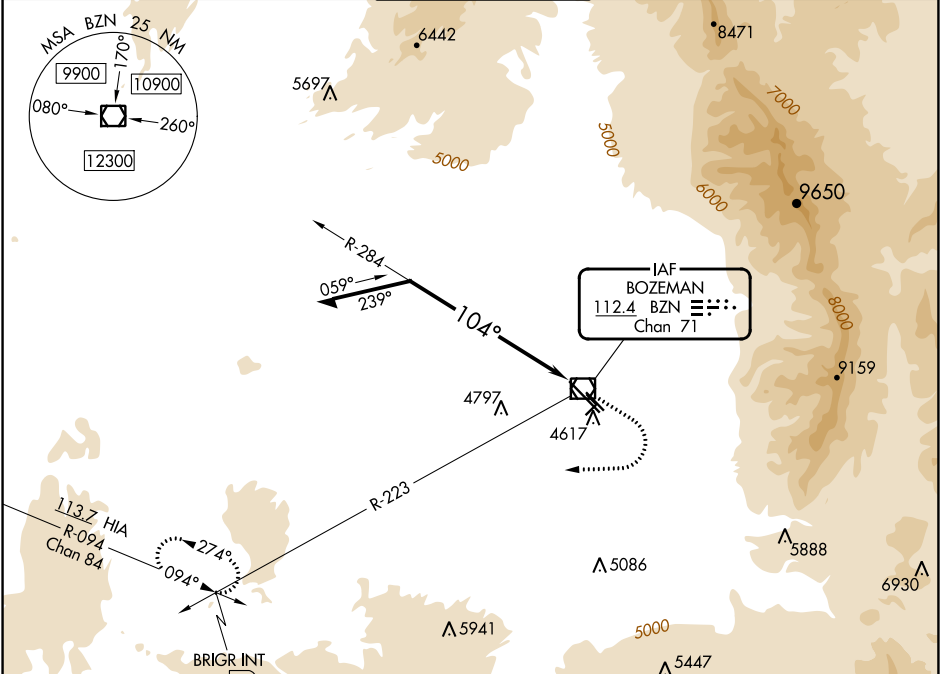 MSA BZN 25 NM
170°
9900
10900
080°
260°
12300
6442
5697
5000
8471
7000
5000
6000
9650
R-284
059°
239°
104°
IAF
BOZEMAN
112.4 BZN
Chan 71
8000
9159
4797
4617
R-223
113.7 HIA
R-094
Chan 84
274°
094°
5086
5888
6930
5941
5000
5447
BRIGR INT